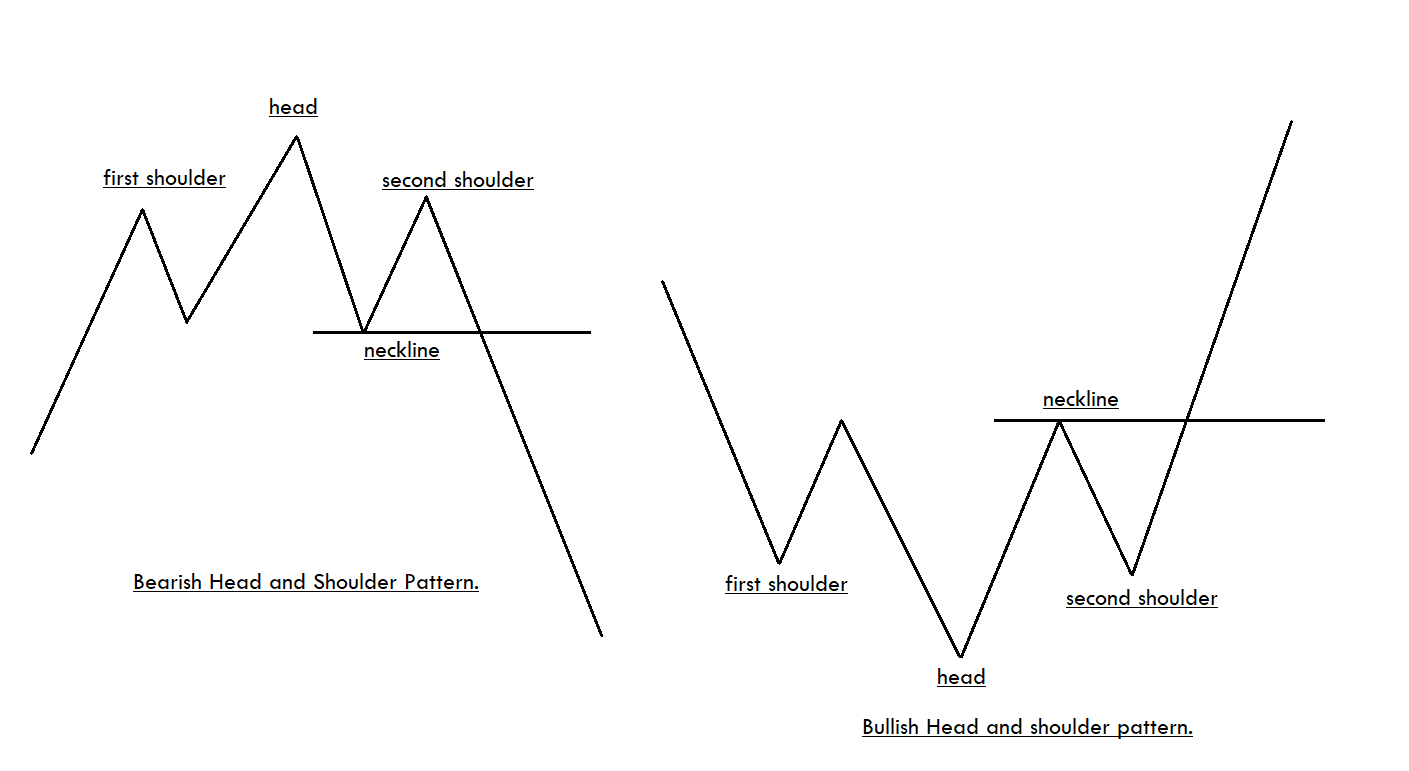 head
first shoulder
second shoulder
neckline
Bearish Head and Shoulder Pattern.
neckline
first shoulder
second shoulder
head
Bullish Head and shoulder pattern.